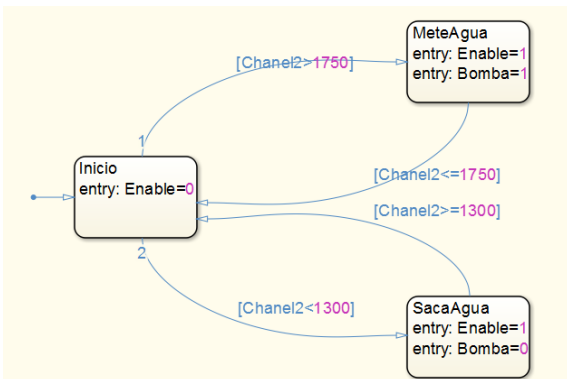 MeteAgua
entry: Enable=1
entry: Bomba=1
[Chanel2>1750]
1
Inicio
entry: Enable=0
[Chanel2<=1750]
[Chanel2>=1300]
2
[Chanel2<1300]
SacaAgua
entry: Enable=1
entry: Bomba=0